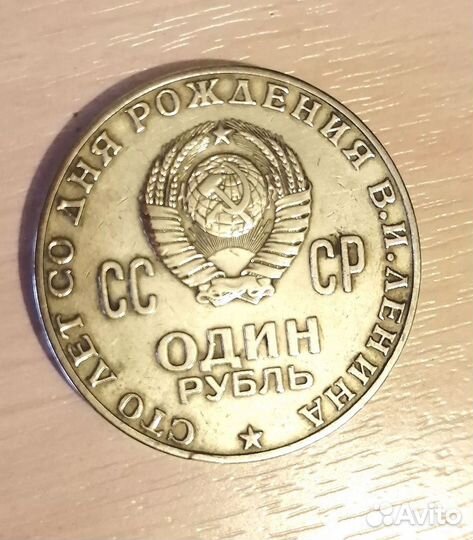 СТО ЛЕТ СО ДНЯ РОЖДЕНИЯ В.И.ЛЕНИНА
СС СР
ОДИН
РУБЛЬ
Avito